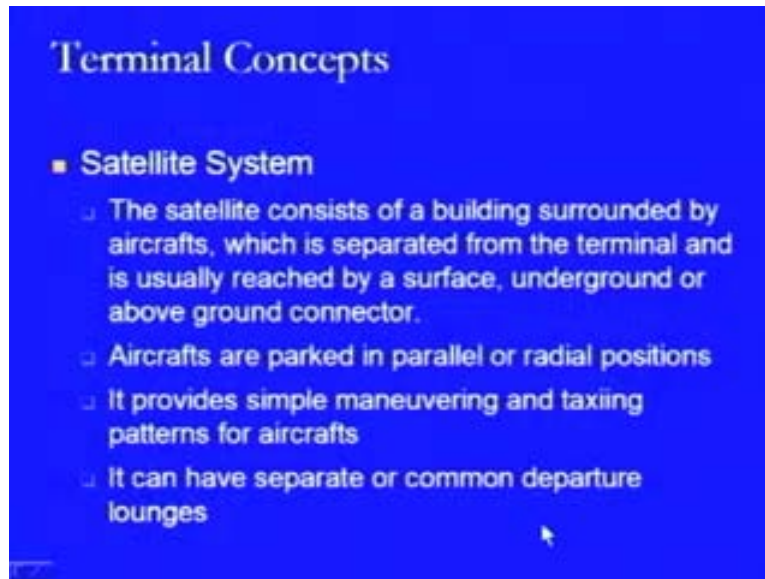 Terminal Concepts
Satellite System
The satellite consists of a building surrounded by
aircrafts, which is separated from the terminal and
is usually reached by a surface, underground or
above ground connector.
Aircrafts are parked in parallel or radial positions
It provides simple maneuvering and taxiing
patterns for aircrafts
It can have separate or common departure
lounges